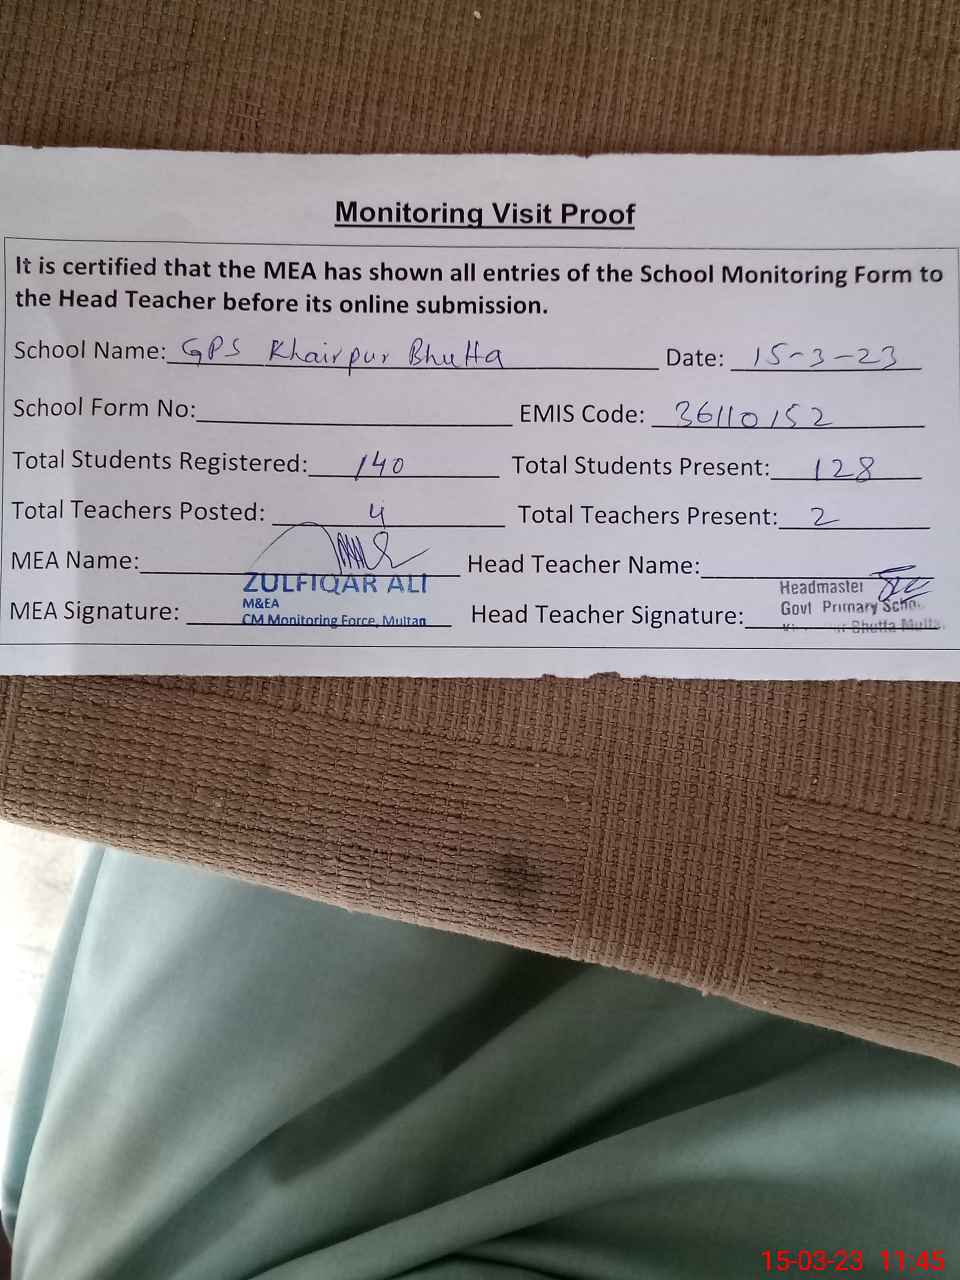 Monitoring Visit Proof
It is certified that the MEA has shown all entries of the School Monitoring Form to
the Head Teacher before its online submission.
School Name: GPS Khairpur Bhutta Date: 15-3-23
School Form No: EMIS Code: 36110152
Total Students Registered: 140 Total Students Present: 128
Total Teachers Posted: 4 Total Teachers Present: 2
MEA Name: Head Teacher Name:
ZULFIQAR ALI
M&EA
CM Monitoring Force, Multan
MEA Signature: Head Teacher Signature:
Headmaster
Govt Primary
Bhutta
15-03-23 11:45